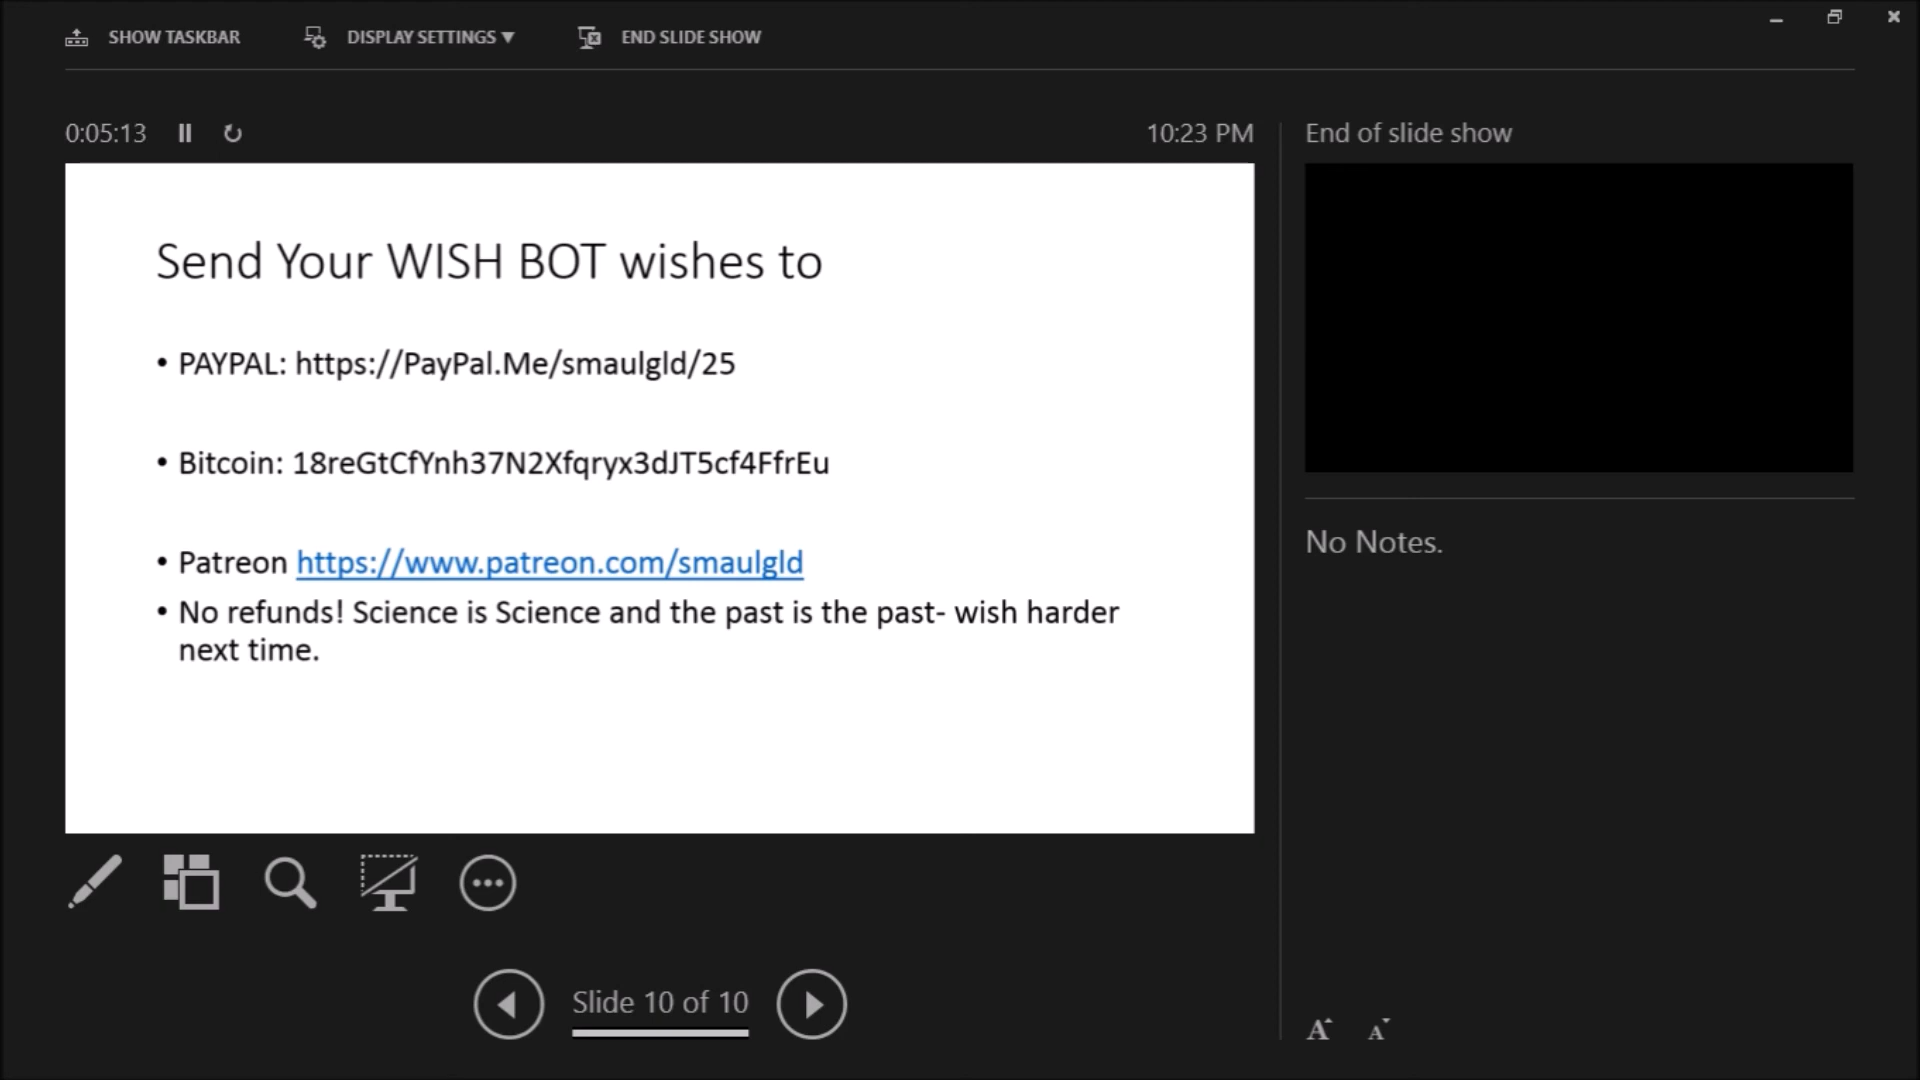 SHOW TASKBAR
DISPLAY SETTINGS ▼
END SLIDE SHOW
0:05:13
10:23 PM
End of slide show
Send Your WISH BOT wishes to
• PAYPAL: https://PayPal.Me/smaulgld/25
• Bitcoin: 18reGtCfYnh37N2Xfqryx3dJT5cf4FfrEu
• Patreon https://www.patreon.com/smaulgld
• No refunds! Science is Science and the past is the past- wish harder
next time.
No Notes.
Slide 10 of 10
A A